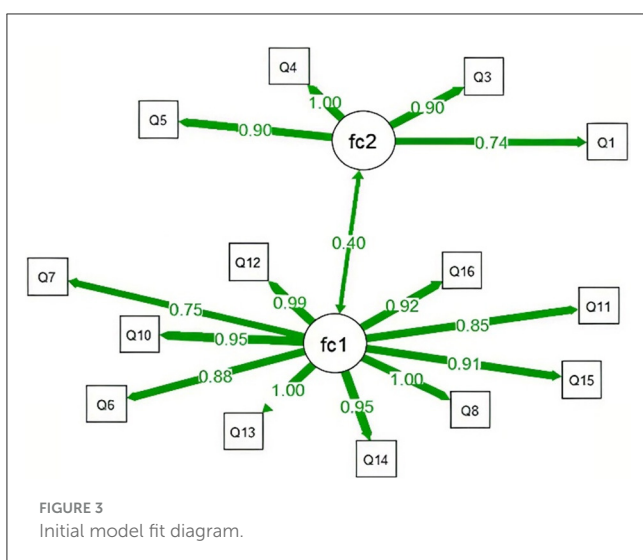 Q4
Q3
1.00
0.90
Q5
0.90
fc2
0.74
Q1
0.40
Q12
Q16
Q7
0.99
0.92
Q11
0.75
0.85
Q10
0.95
fc1
0.91
Q15
0.88
1.00
1.00
Q6
0.95
Q8
Q13
Q14
FIGURE 3
Initial model fit diagram.